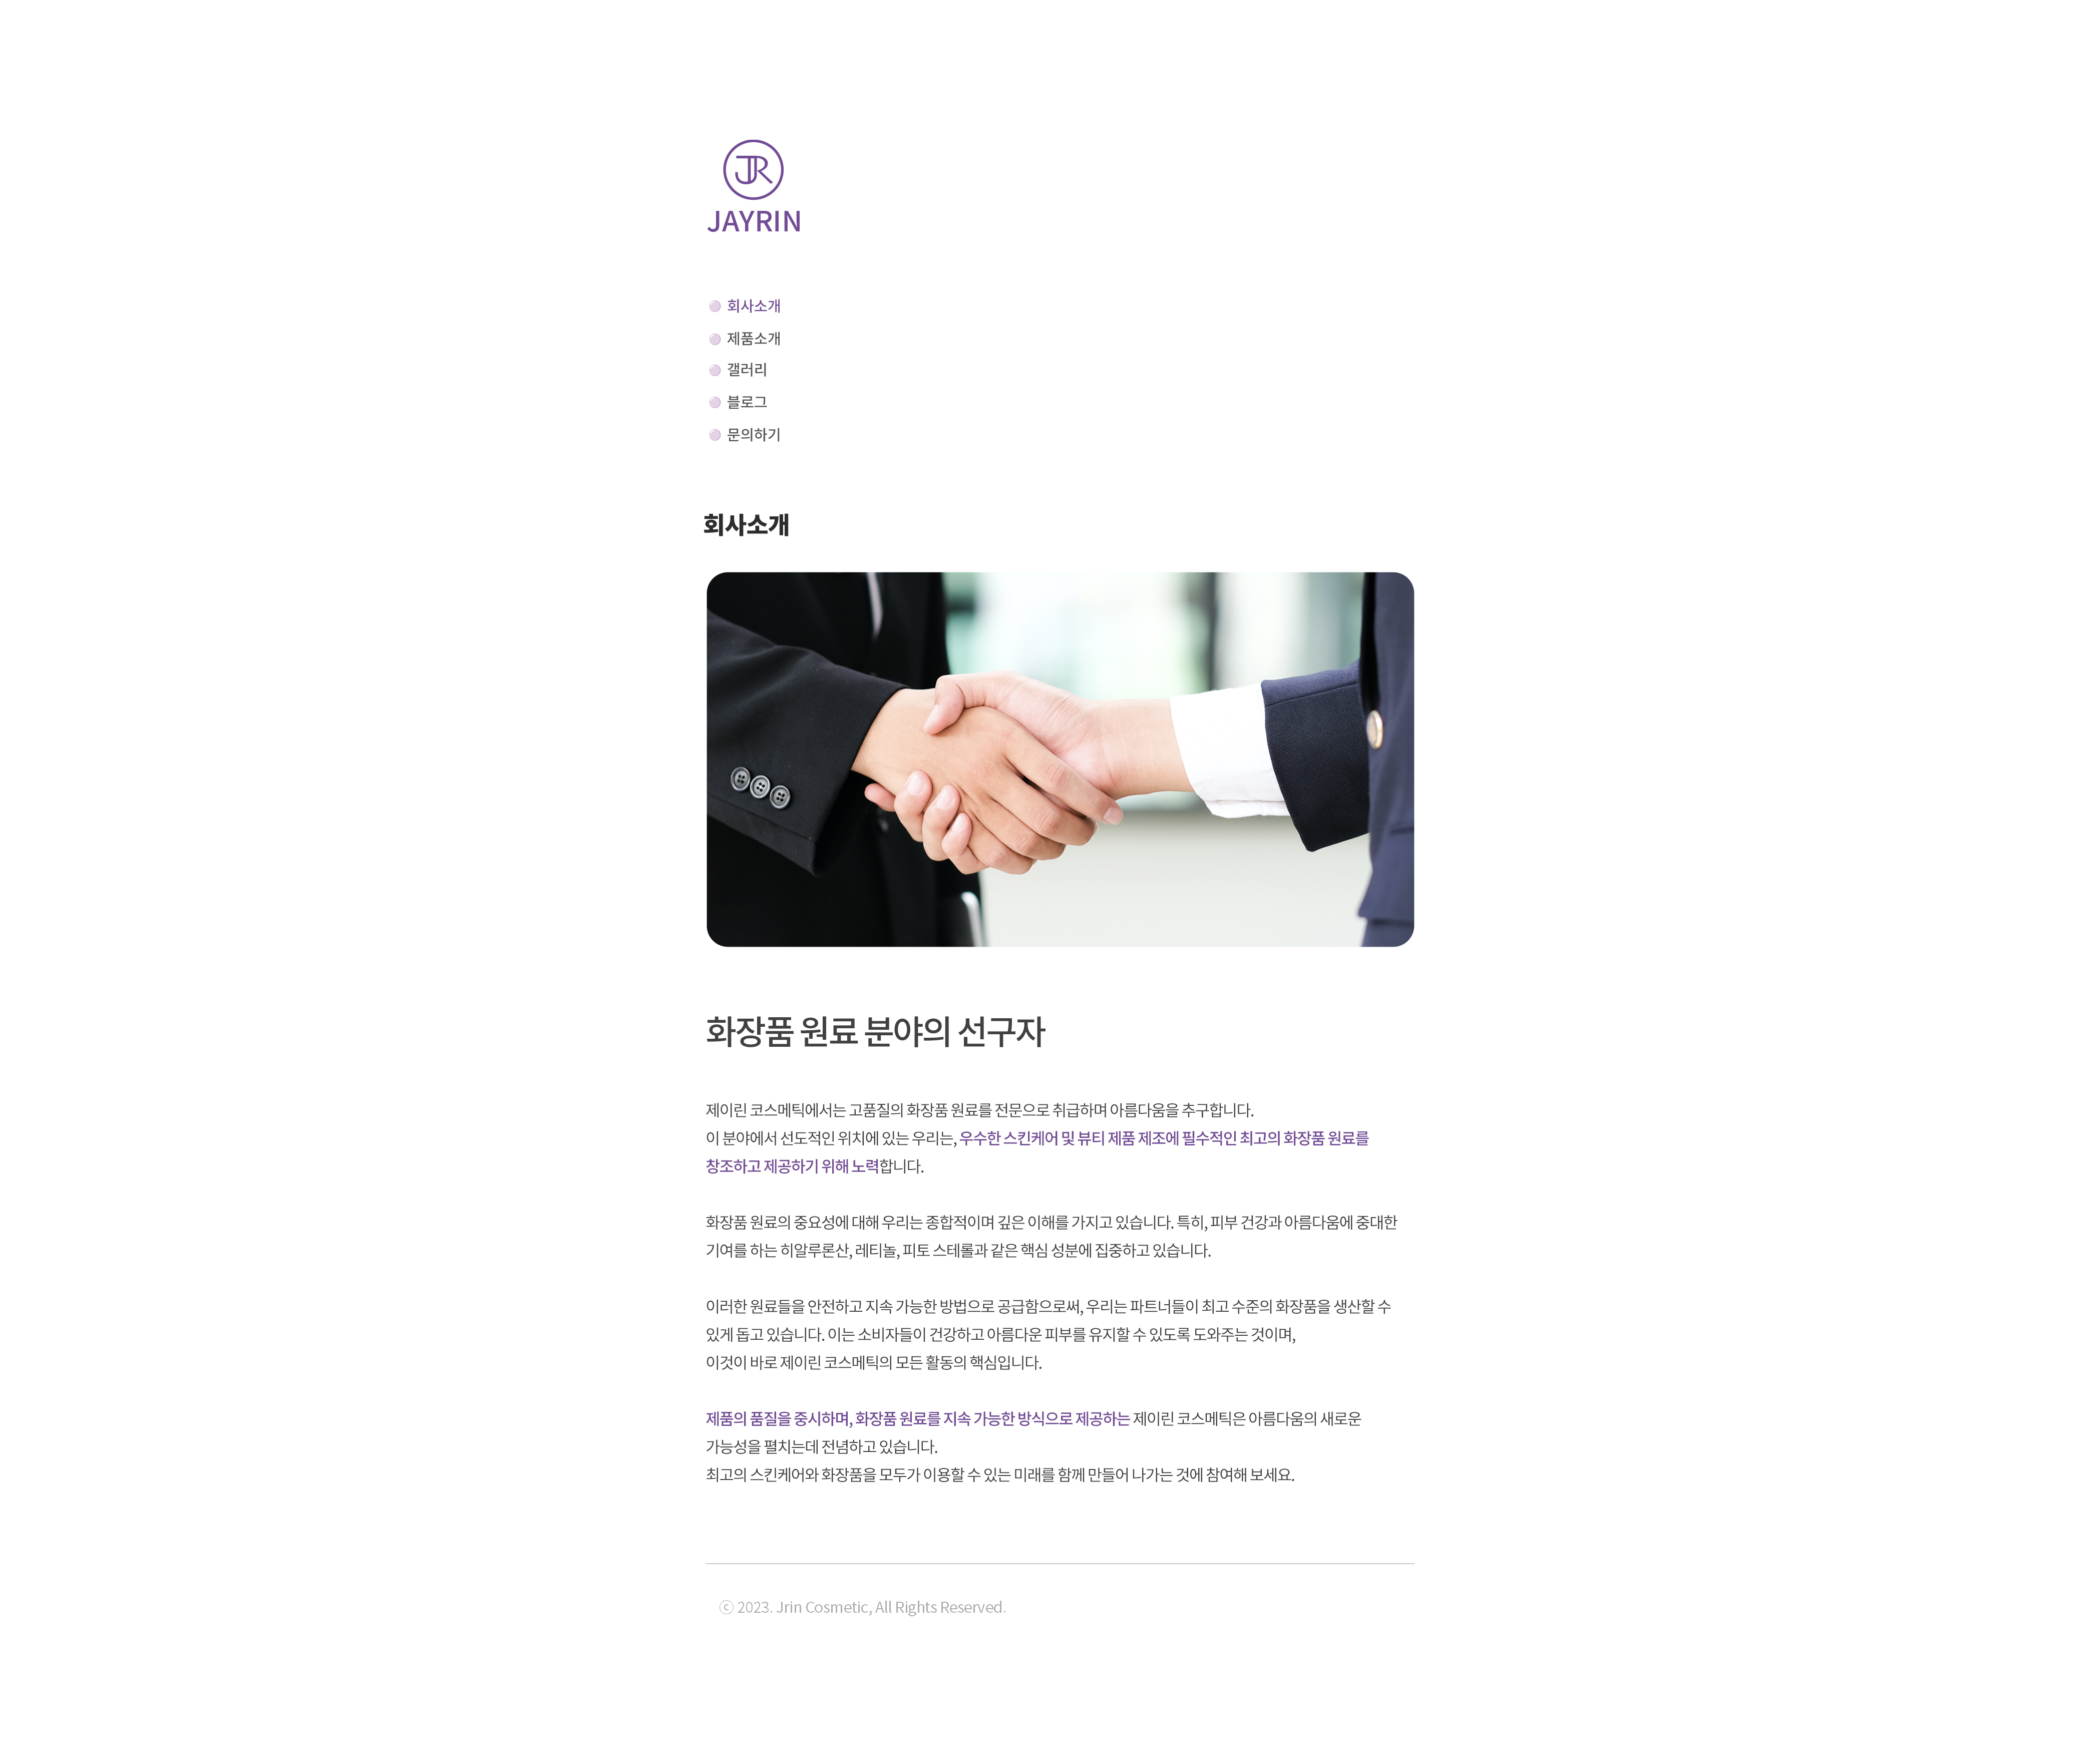 JR
JAYRIN
회사소개
제품소개
갤러리
블로그
문의하기
회사소개
화장품 원료 분야의 선구자
제이린 코스메틱에서는 고품질의 화장품 원료를 전문으로 취급하며 아름다움을 추구합니다.
이 분야에서 선도적인 위치에 있는 우리는, 우수한 스킨케어 및 뷰티 제품 제조에 필수적인 최고의 화장품 원료를
창조하고 제공하기 위해 노력합니다.
화장품 원료의 중요성에 대해 우리는 종합적이며 깊은 이해를 가지고 있습니다. 특히, 피부 건강과 아름다움에 중대한
기여를 하는 히알루론산, 레티놀, 피토 스테롤과 같은 핵심 성분에 집중하고 있습니다.
이러한 원료들을 안전하고 지속 가능한 방법으로 공급함으로써, 우리는 파트너들이 최고 수준의 화장품을 생산할 수
있게 돕고 있습니다. 이는 소비자들이 건강하고 아름다운 피부를 유지할 수 있도록 도와주는 것이며,
이것이 바로 제이린 코스메틱의 모든 활동의 핵심입니다.
제품의 품질을 중시하며, 화장품 원료를 지속 가능한 방식으로 제공하는 제이린 코스메틱은 아름다움의 새로운
가능성을 펼치는데 전념하고 있습니다.
최고의 스킨케어와 화장품을 모두가 이용할 수 있는 미래를 함께 만들어 나가는 것에 참여해 보세요.
ⓒ 2023. Jrin Cosmetic, All Rights Reserved.